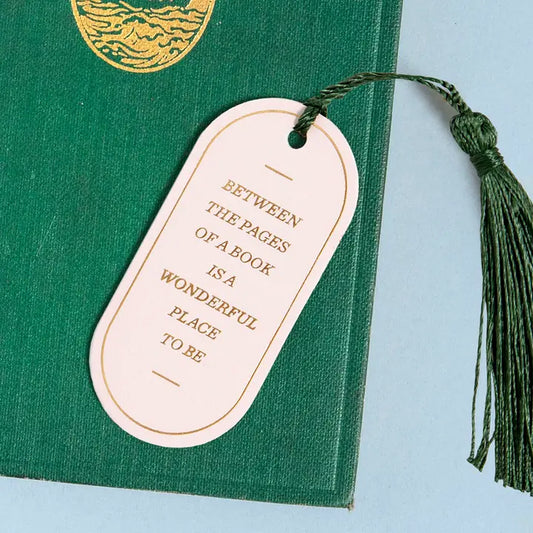 BETWEEN
THE PAGES
OF A BOOK
IS A
WONDERFUL
PLACE
TO BE